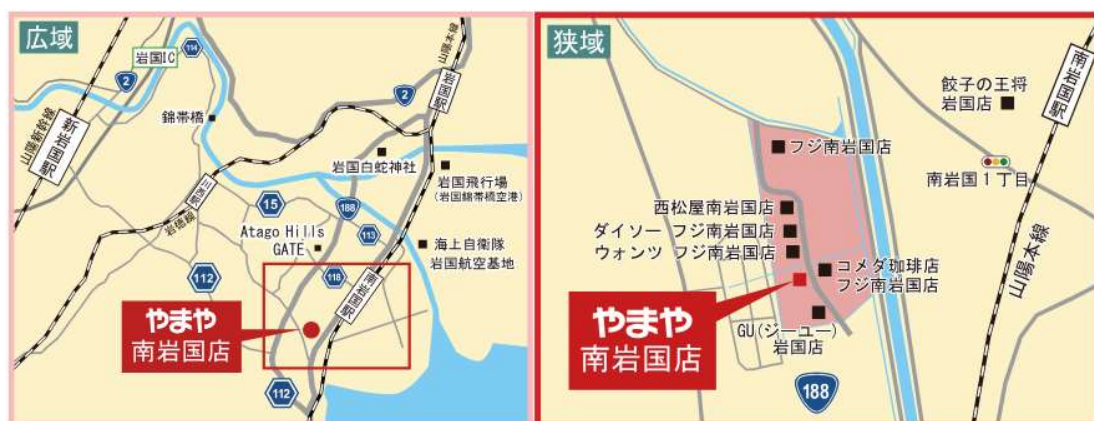 広域
岩国IC
114
2
山陽新幹線
新岩国駅
錦帯橋
山陽本線
岩国駅
2
岩国白蛇神社
岩国飛行場
(岩国錦帯橋空港)
川西駅
岩徳線
15
188
113
Atago Hills
GATE
海上自衛隊
岩国航空基地
118
112
南岩国駅
やまや
南岩国店
112
狭域
南岩国駅
餃子の王将
岩国店
フジ南岩国店
南岩国1丁目
西松屋南岩国店
ダイソー フジ南岩国店
ウォンツ フジ南岩国店
コメダ珈琲店
フジ南岩国店
山陽本線
やまや
南岩国店
GU(ジーユー)
岩国店
188